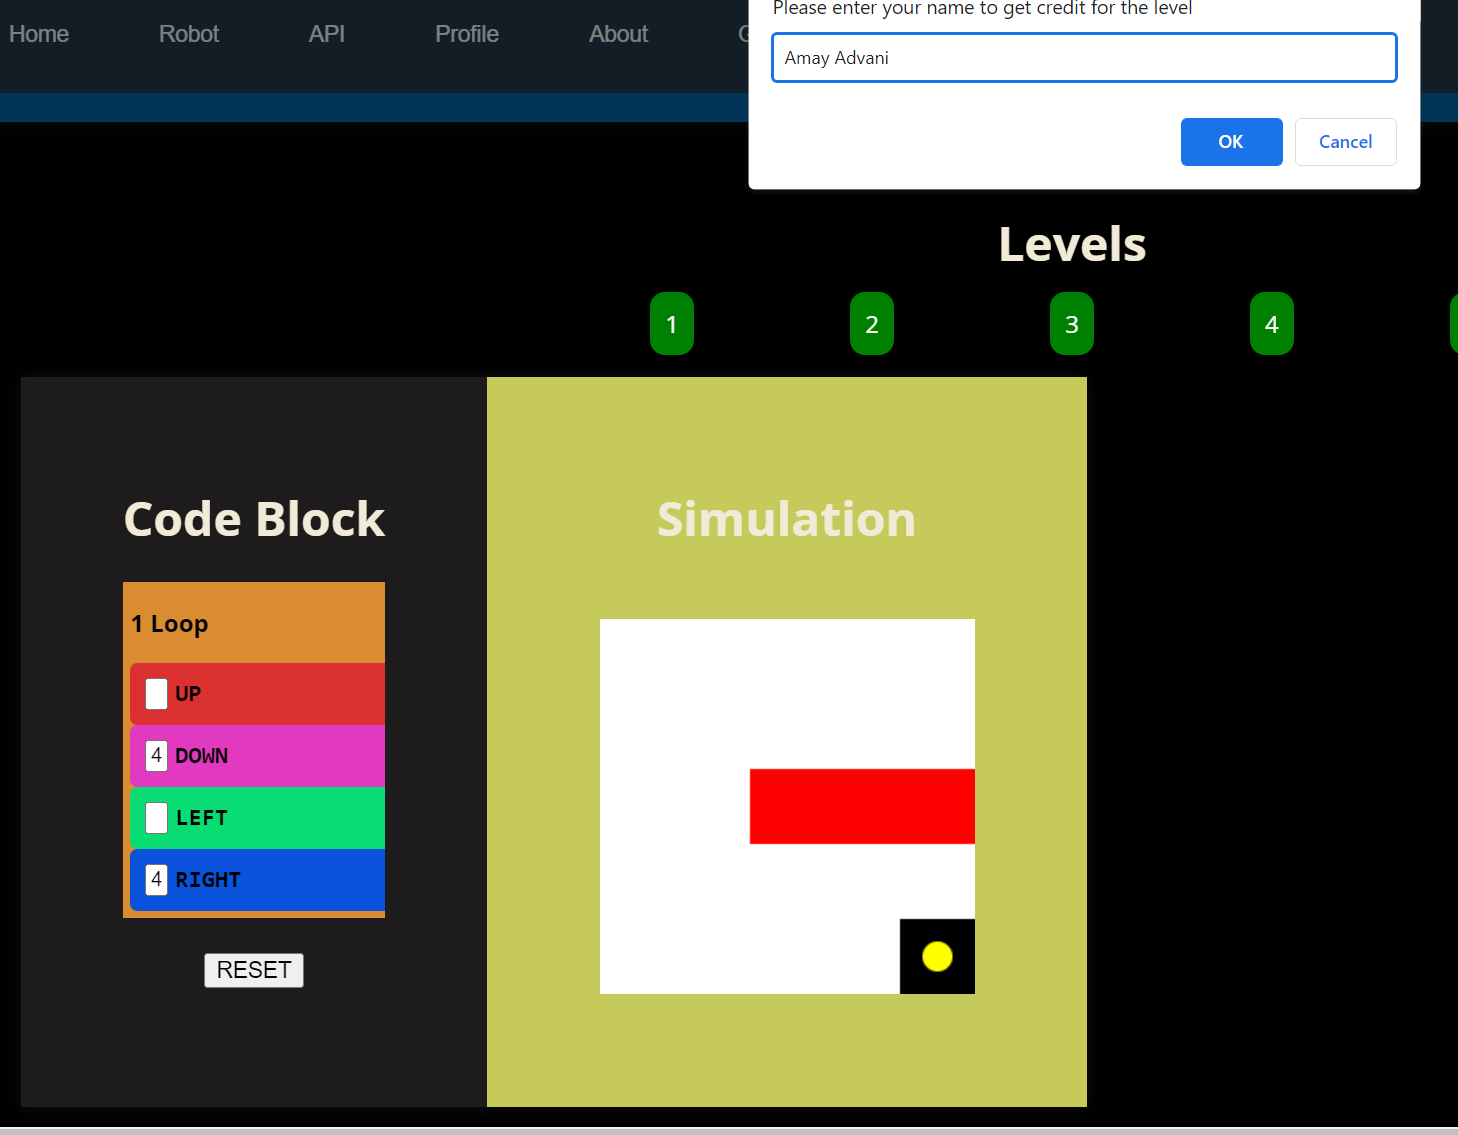 Please enter your name to get credit for the level
Home Robot API Profile About
Amay Advani
OK Cancel
Levels
1 2 3 4
Code Block
Simulation
1 Loop
UP
4 DOWN
LEFT
4 RIGHT
RESET